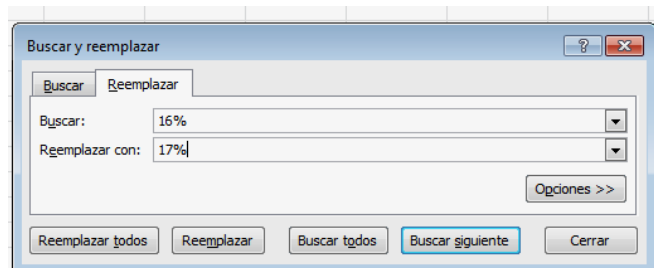 Buscar y reemplazar
Buscar Reemplazar
Buscar: 16%
Reemplazar con: 17%
Opciones >>
Reemplazar todos Reemplazar Buscar todos Buscar siguiente Cerrar